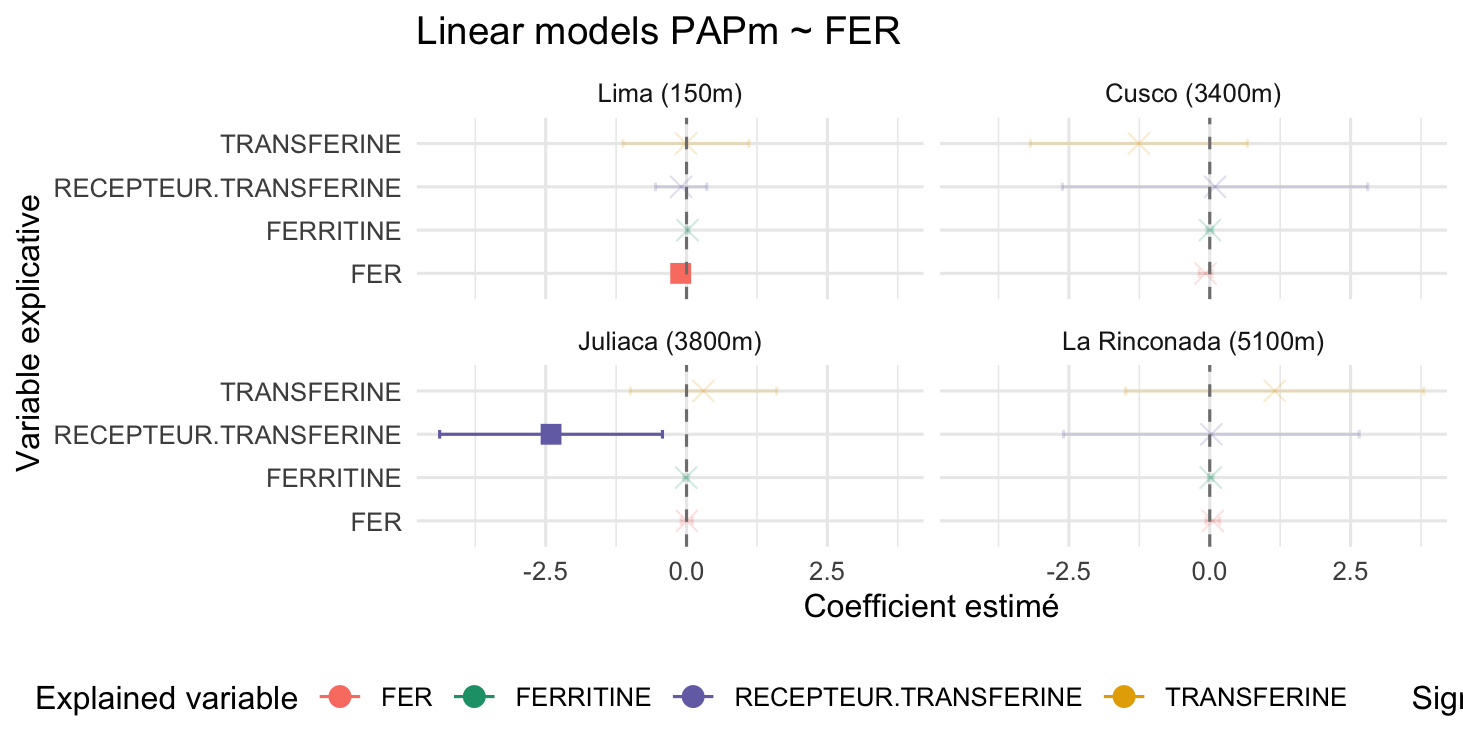 Linear models PAPm ~ FER
Lima (150m)
Cusco (3400m)
TRANSFERINE
RECEPTEUR.TRANSFERINE
FERRITINE
FER
Juliaca (3800m)
La Rinconada (5100m)
TRANSFERINE
RECEPTEUR.TRANSFERINE
FERRITINE
FER
Variable explicative
-2.5 0.0 2.5
-2.5 0.0 2.5
Coefficient estimé
Explained variable FER FERRITINE RECEPTEUR.TRANSFERINE TRANSFERINE